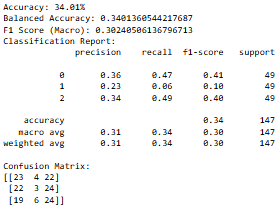 Accuracy: 34.01%
Balanced Accuracy: 0.3401360544217687
F1 Score (Macro): 0.30240506136796713
Classification Report:
precision recall f1-score support
0 0.36 0.47 0.41 49
1 0.23 0.06 0.10 49
2 0.34 0.49 0.40 49
accuracy 0.34 147
macro avg 0.31 0.34 0.30 147
weighted avg 0.31 0.34 0.30 147
Confusion Matrix:
[[23 4 22]
[22 3 24]
[19 6 24]]